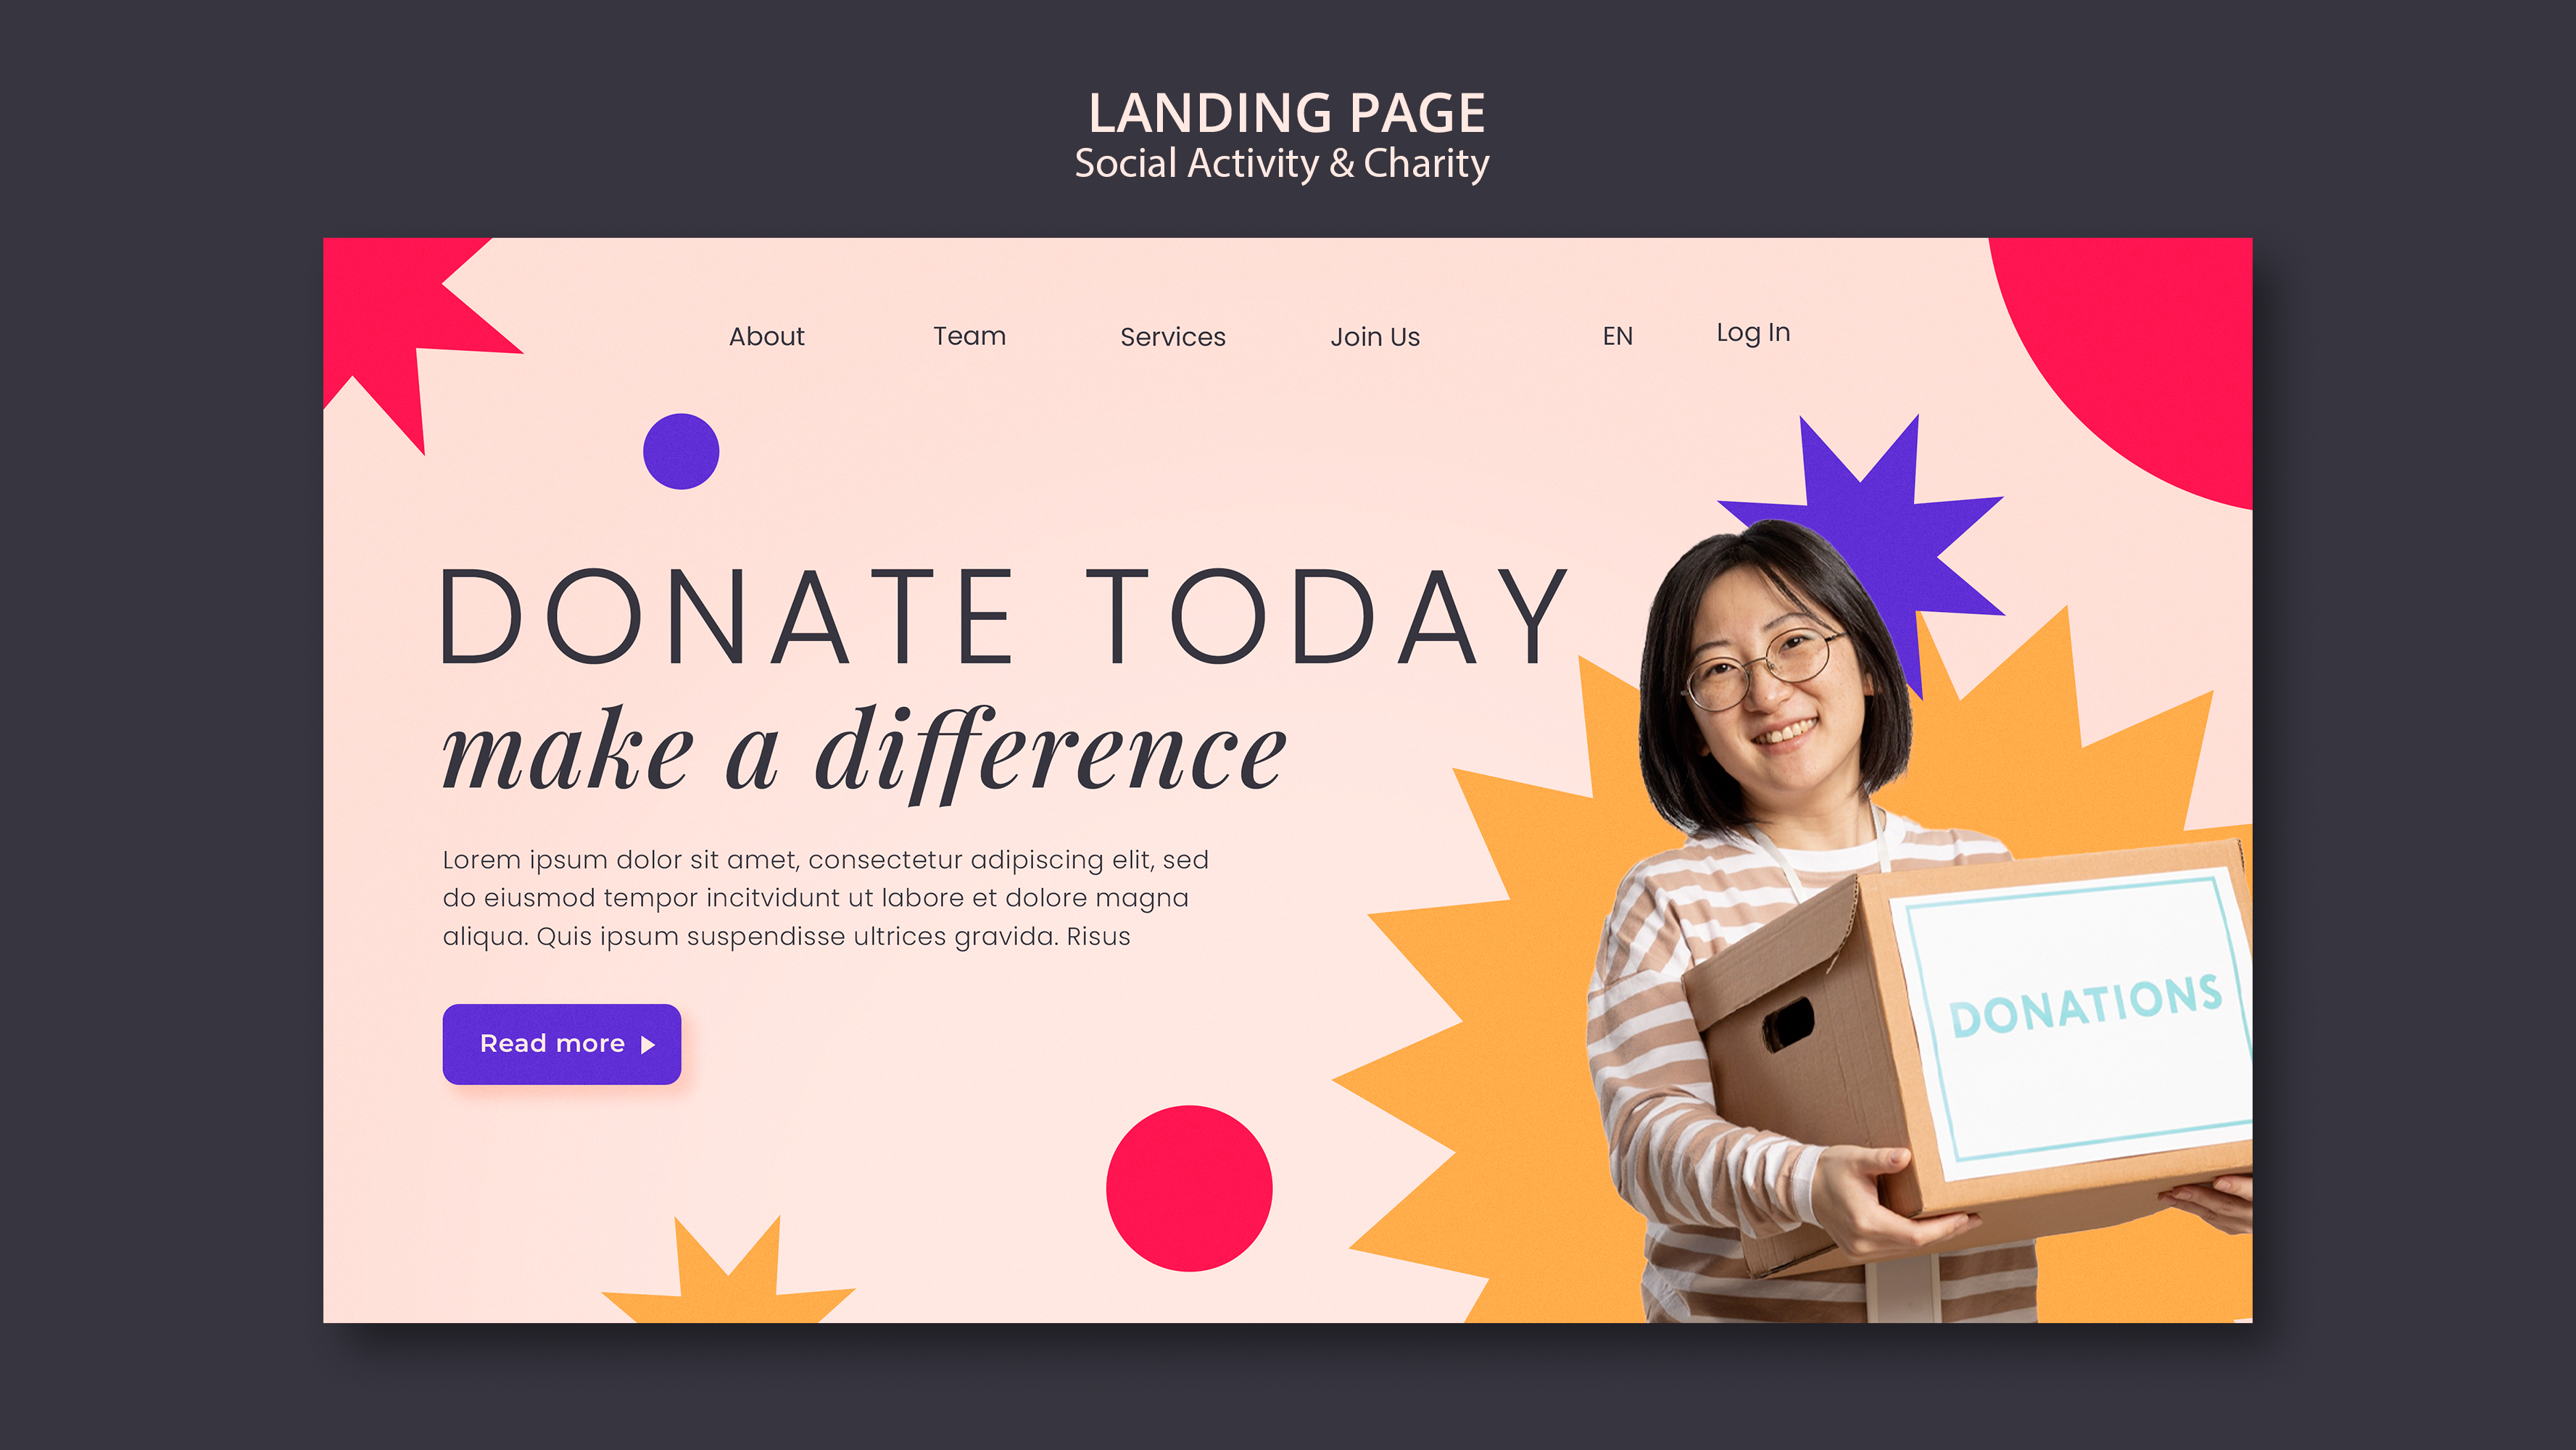 LANDING PAGE
Social Activity & Charity
About Team Services Join Us EN Log In
DONATE TODAY
make a difference
Lorem ipsum dolor sit amet, consectetur adipiscing elit, sed
do eiusmod tempor incitvidunt ut labore et dolore magna
aliqua. Quis ipsum suspendisse ultrices gravida. Risus
Read more
DONATIONS